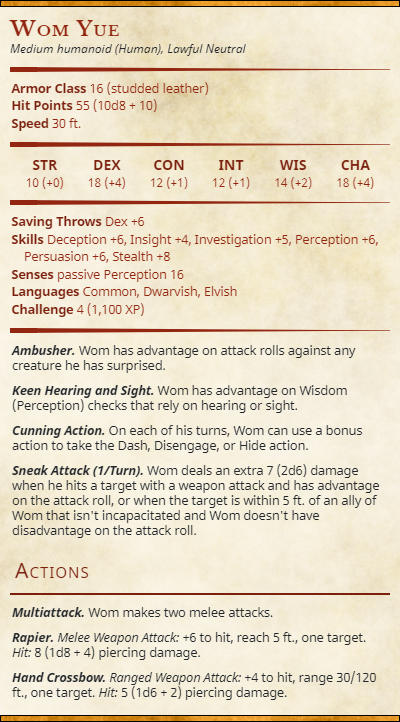 Wom Yue
Medium humanoid (Human), Lawful Neutral
Armor Class 16 (studded leather)
Hit Points 55 (10d8 + 10)
Speed 30 ft.
STR DEX CON INT WIS CHA
10 (+0) 18 (+4) 12 (+1) 12 (+1) 14 (+2) 18 (+4)
Saving Throws Dex +6
Skills Deception +6, Insight +4, Investigation +5, Perception +6,
Persuasion +6, Stealth +8
Senses passive Perception 16
Languages Common, Dwarvish, Elvish
Challenge 4 (1,100 XP)
Ambusher. Wom has advantage on attack rolls against any
creature he has surprised.
Keen Hearing and Sight. Wom has advantage on Wisdom
(Perception) checks that rely on hearing or sight.
Cunning Action. On each of his turns, Wom can use a bonus
action to take the Dash, Disengage, or Hide action.
Sneak Attack (1/Turn). Wom deals an extra 7 (2d6) damage
when he hits a target with a weapon attack and has advantage
on the attack roll, or when the target is within 5 ft. of an ally of
Wom that isn't incapacitated and Wom doesn't have
disadvantage on the attack roll.
Actions
Multiattack. Wom makes two melee attacks.
Rapier. Melee Weapon Attack: +6 to hit, reach 5 ft., one target.
Hit: 8 (1d8 + 4) piercing damage.
Hand Crossbow. Ranged Weapon Attack: +4 to hit, range 30/120
ft., one target. Hit: 5 (1d6 + 2) piercing damage.